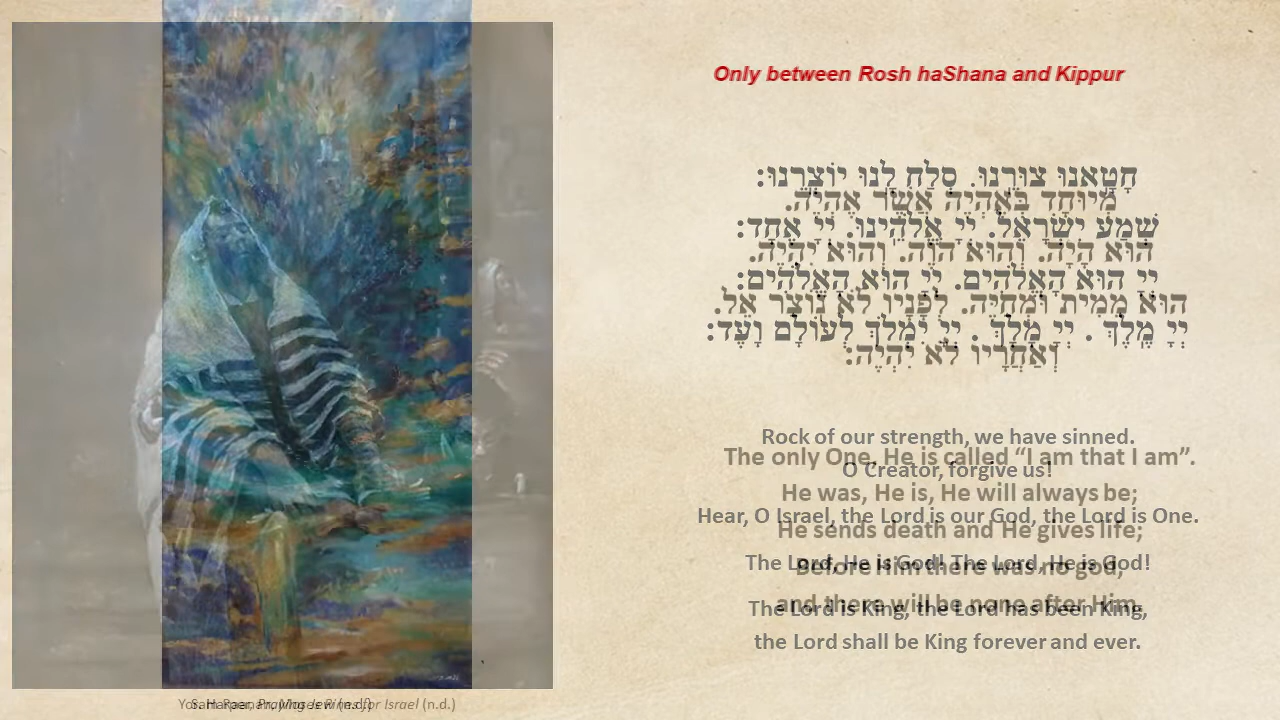 Only between Rosh haShana and Kippur
חָטָאנוּ צוּרֵנוּ. סְלַח לָנוּ יוֹצְרֵנוּ:
מְיוּחָד בְּאֶהְיֶה אֲשֶׁר אֶהְיֶה.
שְׁמַע יִשְׂרָאֵל. יְיָ אֱלֹהֵינוּ. יְיָ אֶחָד:
הוּא הָיָה. וְהוּא הוֹוֶה. וְהוּא יִהְיֶה.
יְיָ הוּא הָאֱלֹהִים. יְיָ הוּא הָאֱלֹהִים:
הוּא מֵמִית וּמְחַיֶּה. לְפָנָיו לֹא נוֹצַר אֵל.
יְיָ מֶלֶךְ. יְיָ מָלָךְ. יְיָ יִמְלֹךְ לְעוֹלָם וָעֶד:
וְאַחֲרָיו לֹא יִהְיֶה:
Rock of our strength, we have sinned.
The only One, He is called “I am that I am”.
O Creator, forgive us!
He was, He is, He will always be;
Hear, O Israel, the Lord is our God, the Lord is One.
He sends death and He gives life;
The Lord, He is God! The Lord, He is God!
Before Him there was no god,
and there will be none after Him.
The Lord is King, the Lord has been King,
the Lord shall be King forever and ever.
for Israel (n.d.)